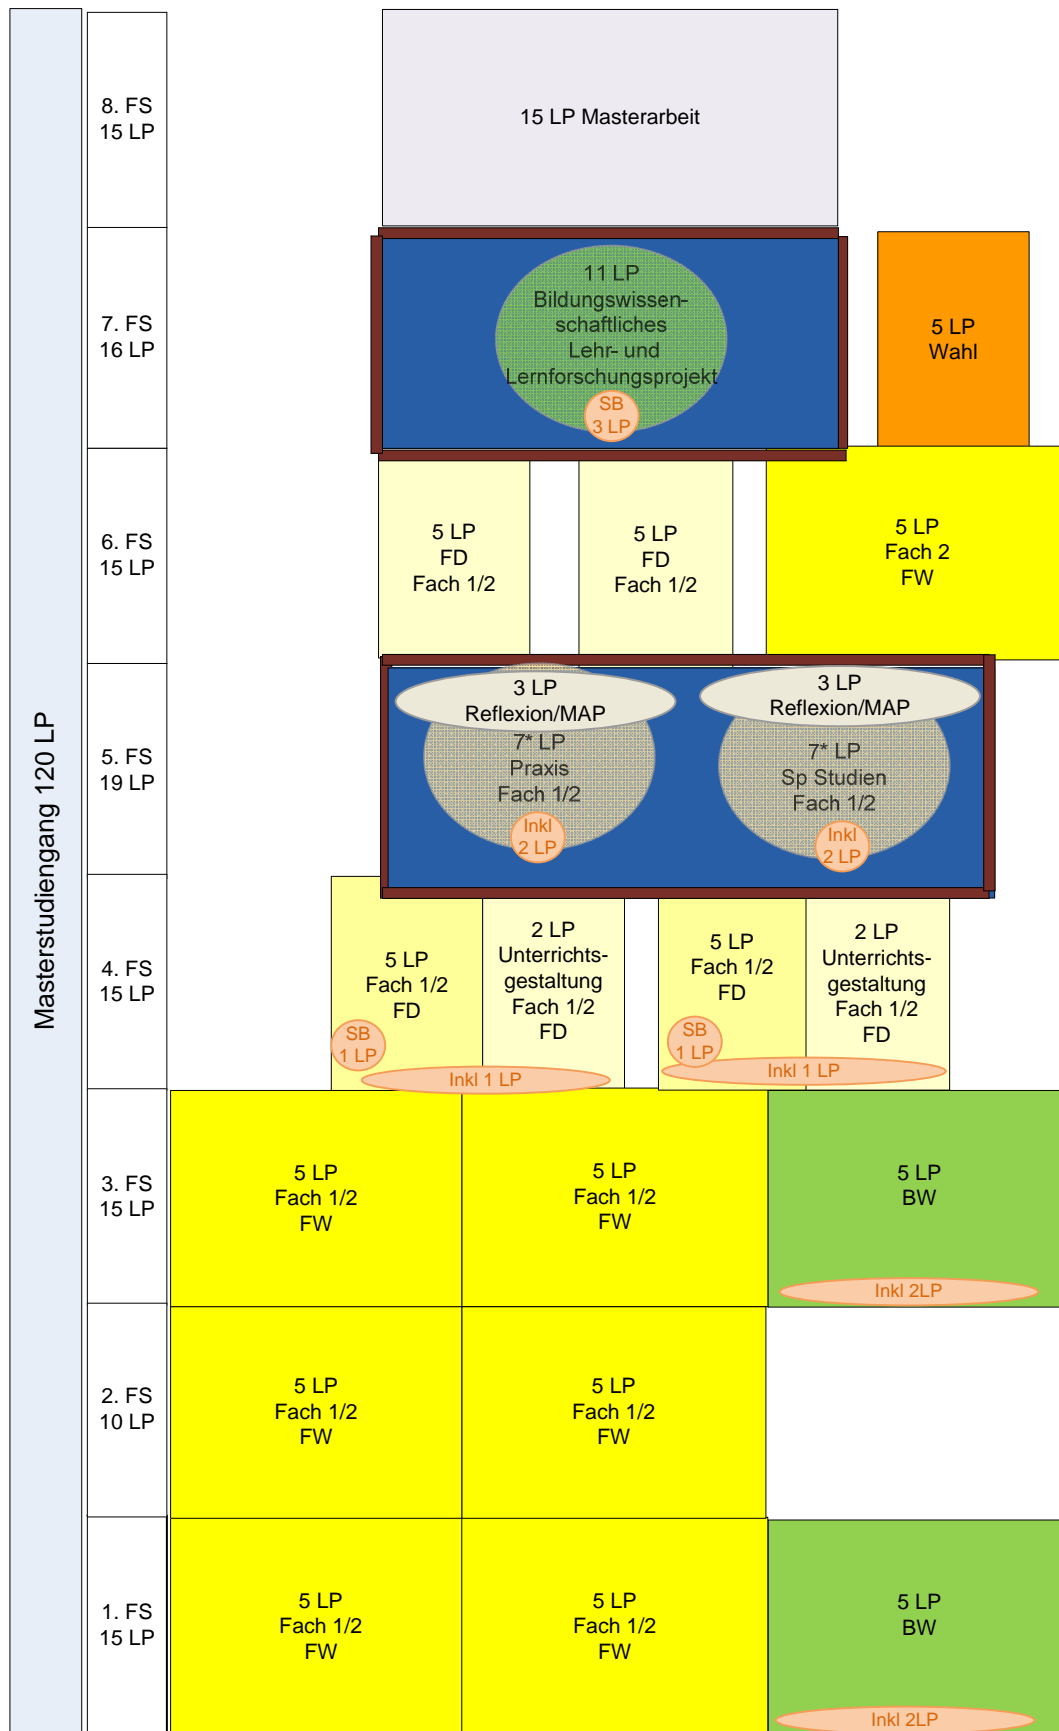 Masterstudiengang 120 LP
8. FS
15 LP
15 LP Masterarbeit
7. FS
16 LP
11 LP
Bildungswissen-
schaftliches
Lehr- und
Lernforschungsprojekt
SB
3 LP
5 LP
Wahl
6. FS
15 LP
5 LP
FD
Fach 1/2
5 LP
FD
Fach 1/2
5 LP
Fach 2
FW
5. FS
19 LP
3 LP
Reflexion/MAP
7* LP
Praxis
Fach 1/2
Inkl
2 LP
3 LP
Reflexion/MAP
7* LP
Sp Studien
Fach 1/2
Inkl
2 LP
4. FS
15 LP
5 LP
Fach 1/2
FD
SB
1 LP
2 LP
Unterrichts-
gestaltung
Fach 1/2
FD
Inkl 1 LP
5 LP
Fach 1/2
FD
SB
1 LP
2 LP
Unterrichts-
gestaltung
Fach 1/2
FD
Inkl 1 LP
3. FS
15 LP
5 LP
Fach 1/2
FW
5 LP
Fach 1/2
FW
5 LP
BW
Inkl 2LP
2. FS
10 LP
5 LP
Fach 1/2
FW
5 LP
Fach 1/2
FW
1. FS
15 LP
5 LP
Fach 1/2
FW
5 LP
Fach 1/2
FW
5 LP
BW
Inkl 2LP